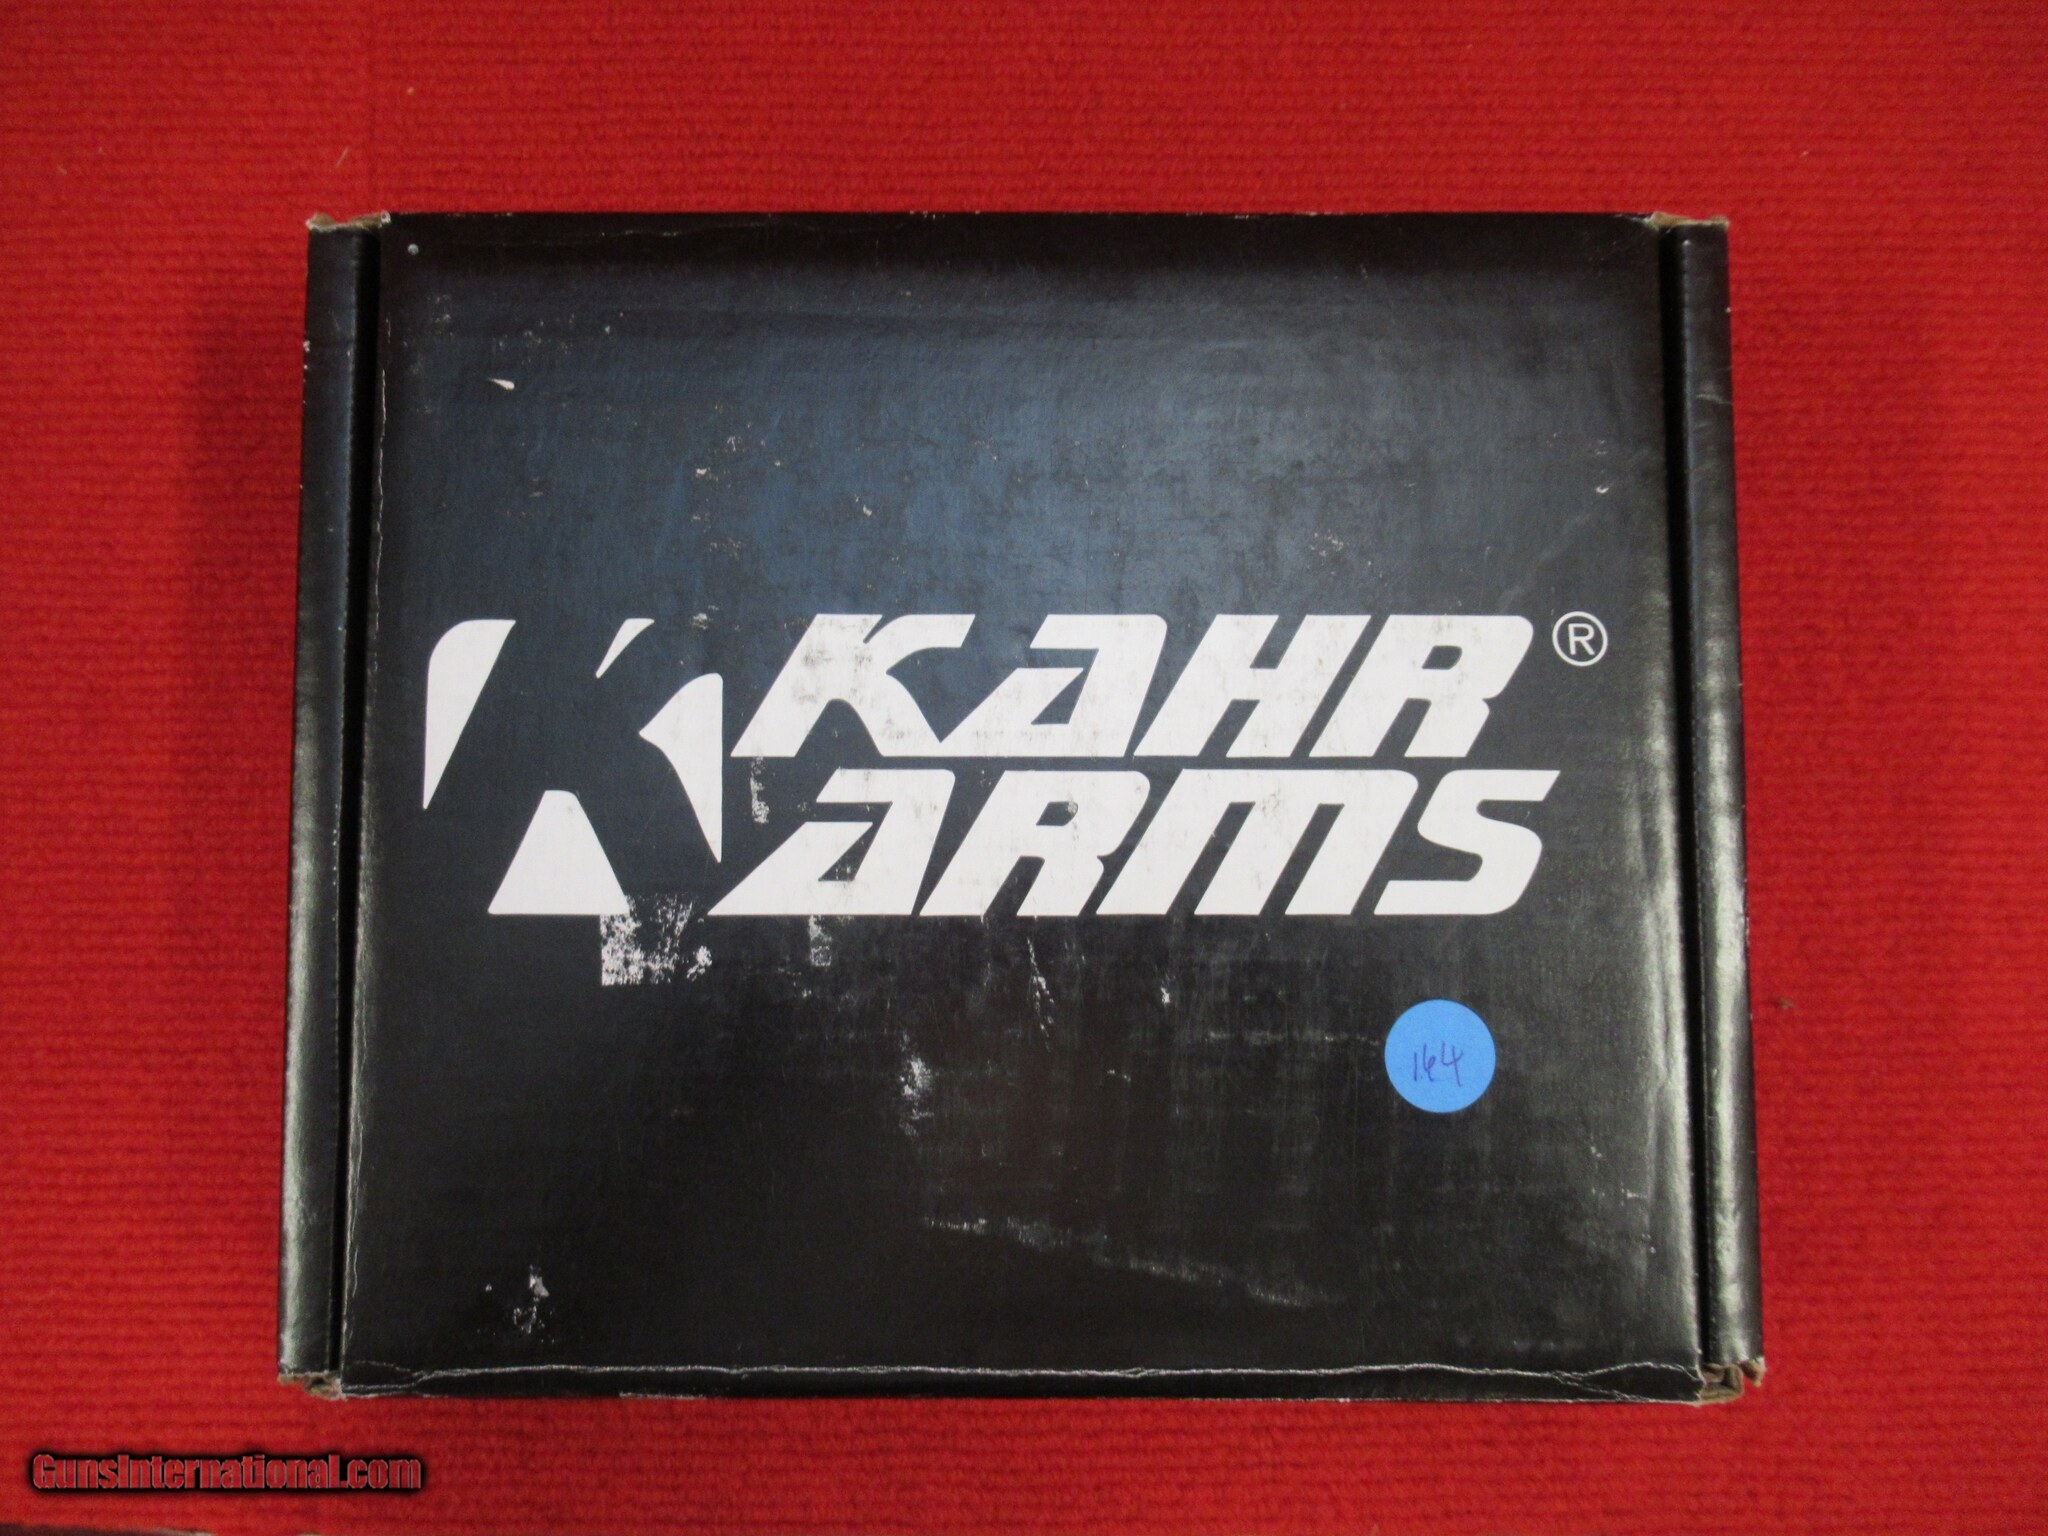 KAHR®
ARMS
164
GunsInternational.com